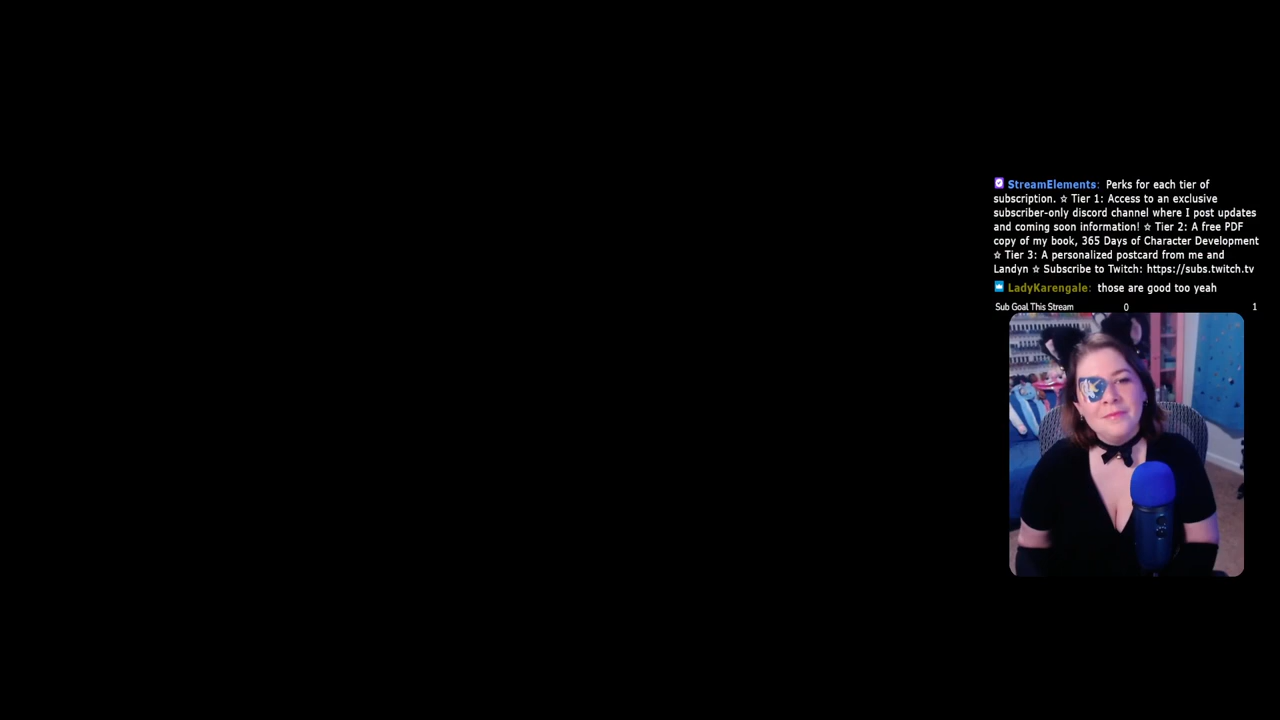 StreamElements: Perks for each tier of
subscription. ☆ Tier 1: Access to an exclusive
subscriber-only discord channel where I post updates
and coming soon information! ☆ Tier 2: A free PDF
copy of my book, 365 Days of Character Development
☆ Tier 3: A personalized postcard from me and
Landyn ☆ Subscribe to Twitch: https://subs.twitch.tv
LadyKarengale: those are good too yeah
Sub Goal This Stream 0 1